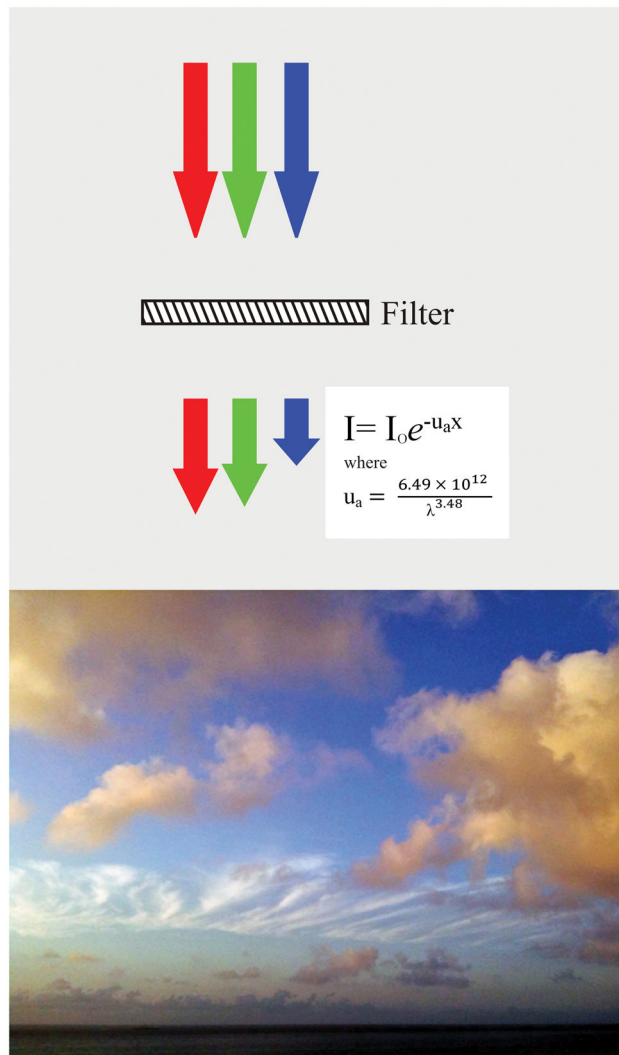 Filter
I= I₀e^-uₐx
where
uₐ = 6.49 × 10¹² / λ^3.48